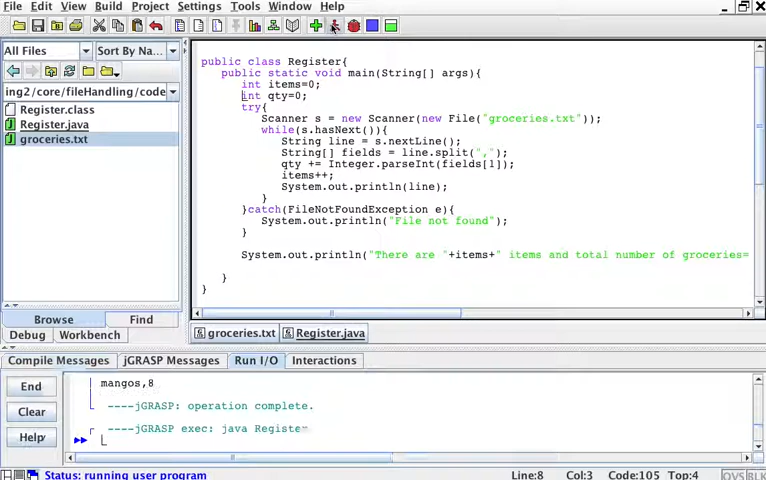 File Edit View Build Project Settings Tools Window Help
All Files Sort By Na...
ing2/core/fileHandling/code
Register.class
Register.java
groceries.txt
Browse Find
Debug Workbench
public class Register{
public static void main(String[] args){
int items=0;
int qty=0;
try{
Scanner s = new Scanner(new File("groceries.txt"));
while(s.hasNext()){
String line = s.nextLine();
String[] fields = line.split(",");
qty += Integer.parseInt(fields[1]);
items++;
System.out.println(line);
}
}catch(FileNotFoundException e){
System.out.println("File not found");
}
System.out.println("There are "+items+" items and total number of groceries=
}
}
groceries.txt Register.java
Compile Messages jGRASP Messages Run I/O Interactions
End
Clear
Help
mangos,8
----jGRASP: operation complete.
----jGRASP exec: java Register
Status: running user program Line:8 Col:3 Code:105 Top:4 OVS BLK